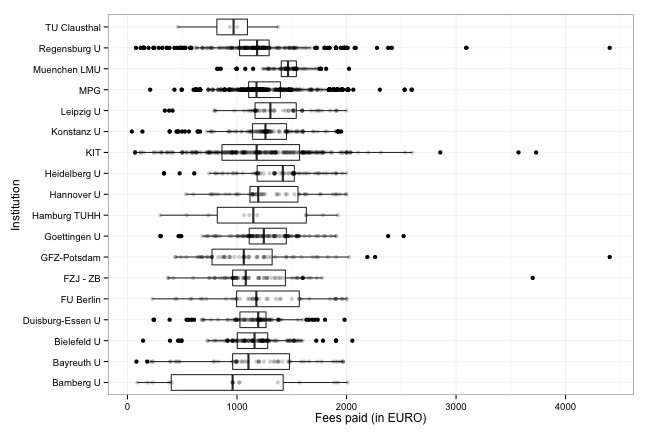 Institution
TU Clausthal
Regensburg U
Muenchen LMU
MPG
Leipzig U
Konstanz U
KIT
Heidelberg U
Hannover U
Hamburg TUHH
Goettingen U
GFZ-Potsdam
FZJ - ZB
FU Berlin
Duisburg-Essen U
Bielefeld U
Bayreuth U
Bamberg U
0 1000 2000 3000 4000
Fees paid (in EURO)